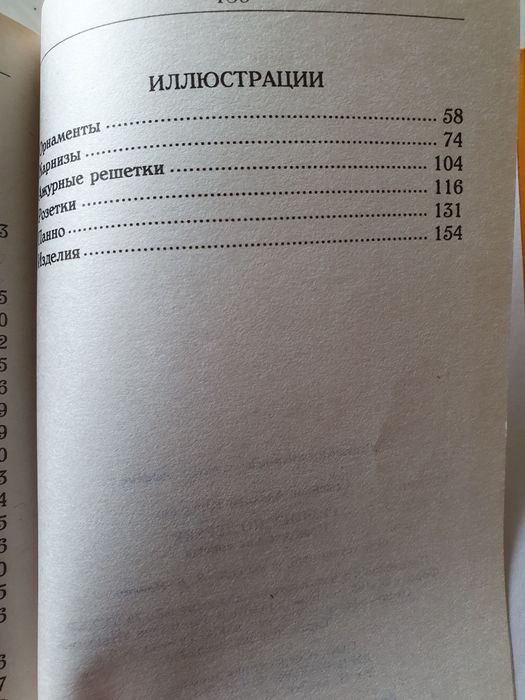 ИЛЛЮСТРАЦИИ
Орнаменты 58
Карнизы 74
Ажурные решетки 104
Розетки 116
Панно 131
Изделия 154